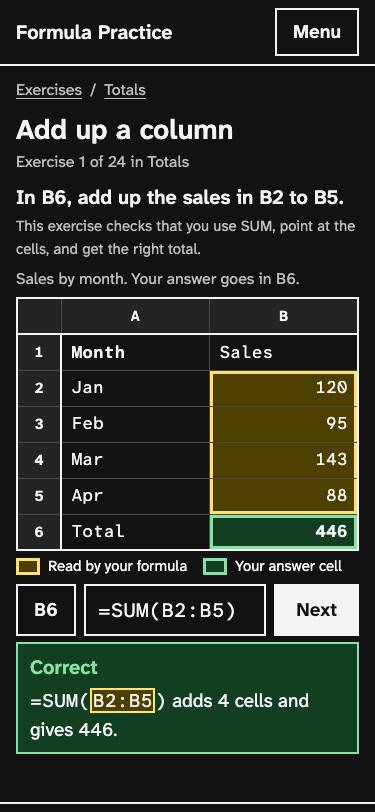 Formula Practice
Menu
Exercises / Totals
Add up a column
Exercise 1 of 24 in Totals
In B6, add up the sales in B2 to B5.
This exercise checks that you use SUM, point at the
cells, and get the right total.
Sales by month. Your answer goes in B6.
A B
1 Month Sales
2 Jan 120
3 Feb 95
4 Mar 143
5 Apr 88
6 Total 446
Read by your formula Your answer cell
B6 =SUM(B2:B5) Next
Correct
=SUM(B2:B5) adds 4 cells and
gives 446.